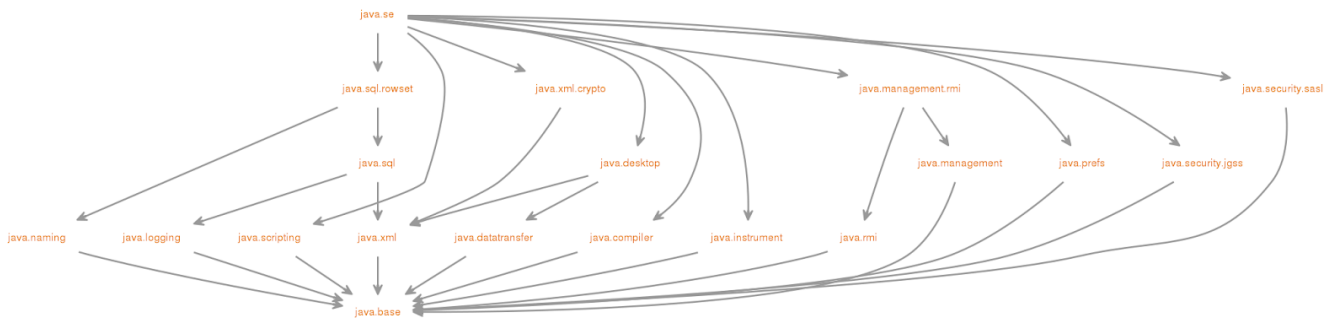 java.se
java.sql.rowset
java.xml.crypto
java.management.rmi
java.security.sasl
java.sql
java.desktop
java.management
java.prefs
java.security.jgss
java.naming
java.logging
java.scripting
java.xml
java.datatransfer
java.compiler
java.instrument
java.rmi
java.base